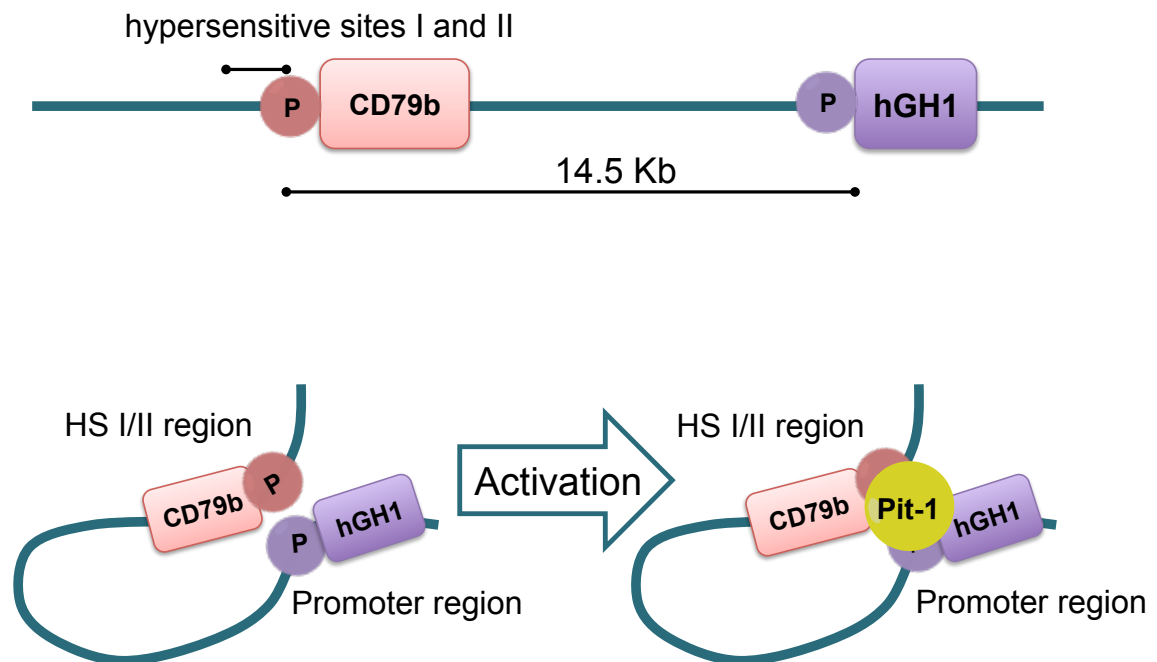 hypersensitive sites I and II
P CD79b P hGH1
14.5 Kb
HS I/II region
CD79b P
P hGH1
Promoter region
Activation
HS I/II region
CD79b Pit-1 hGH1
Promoter region